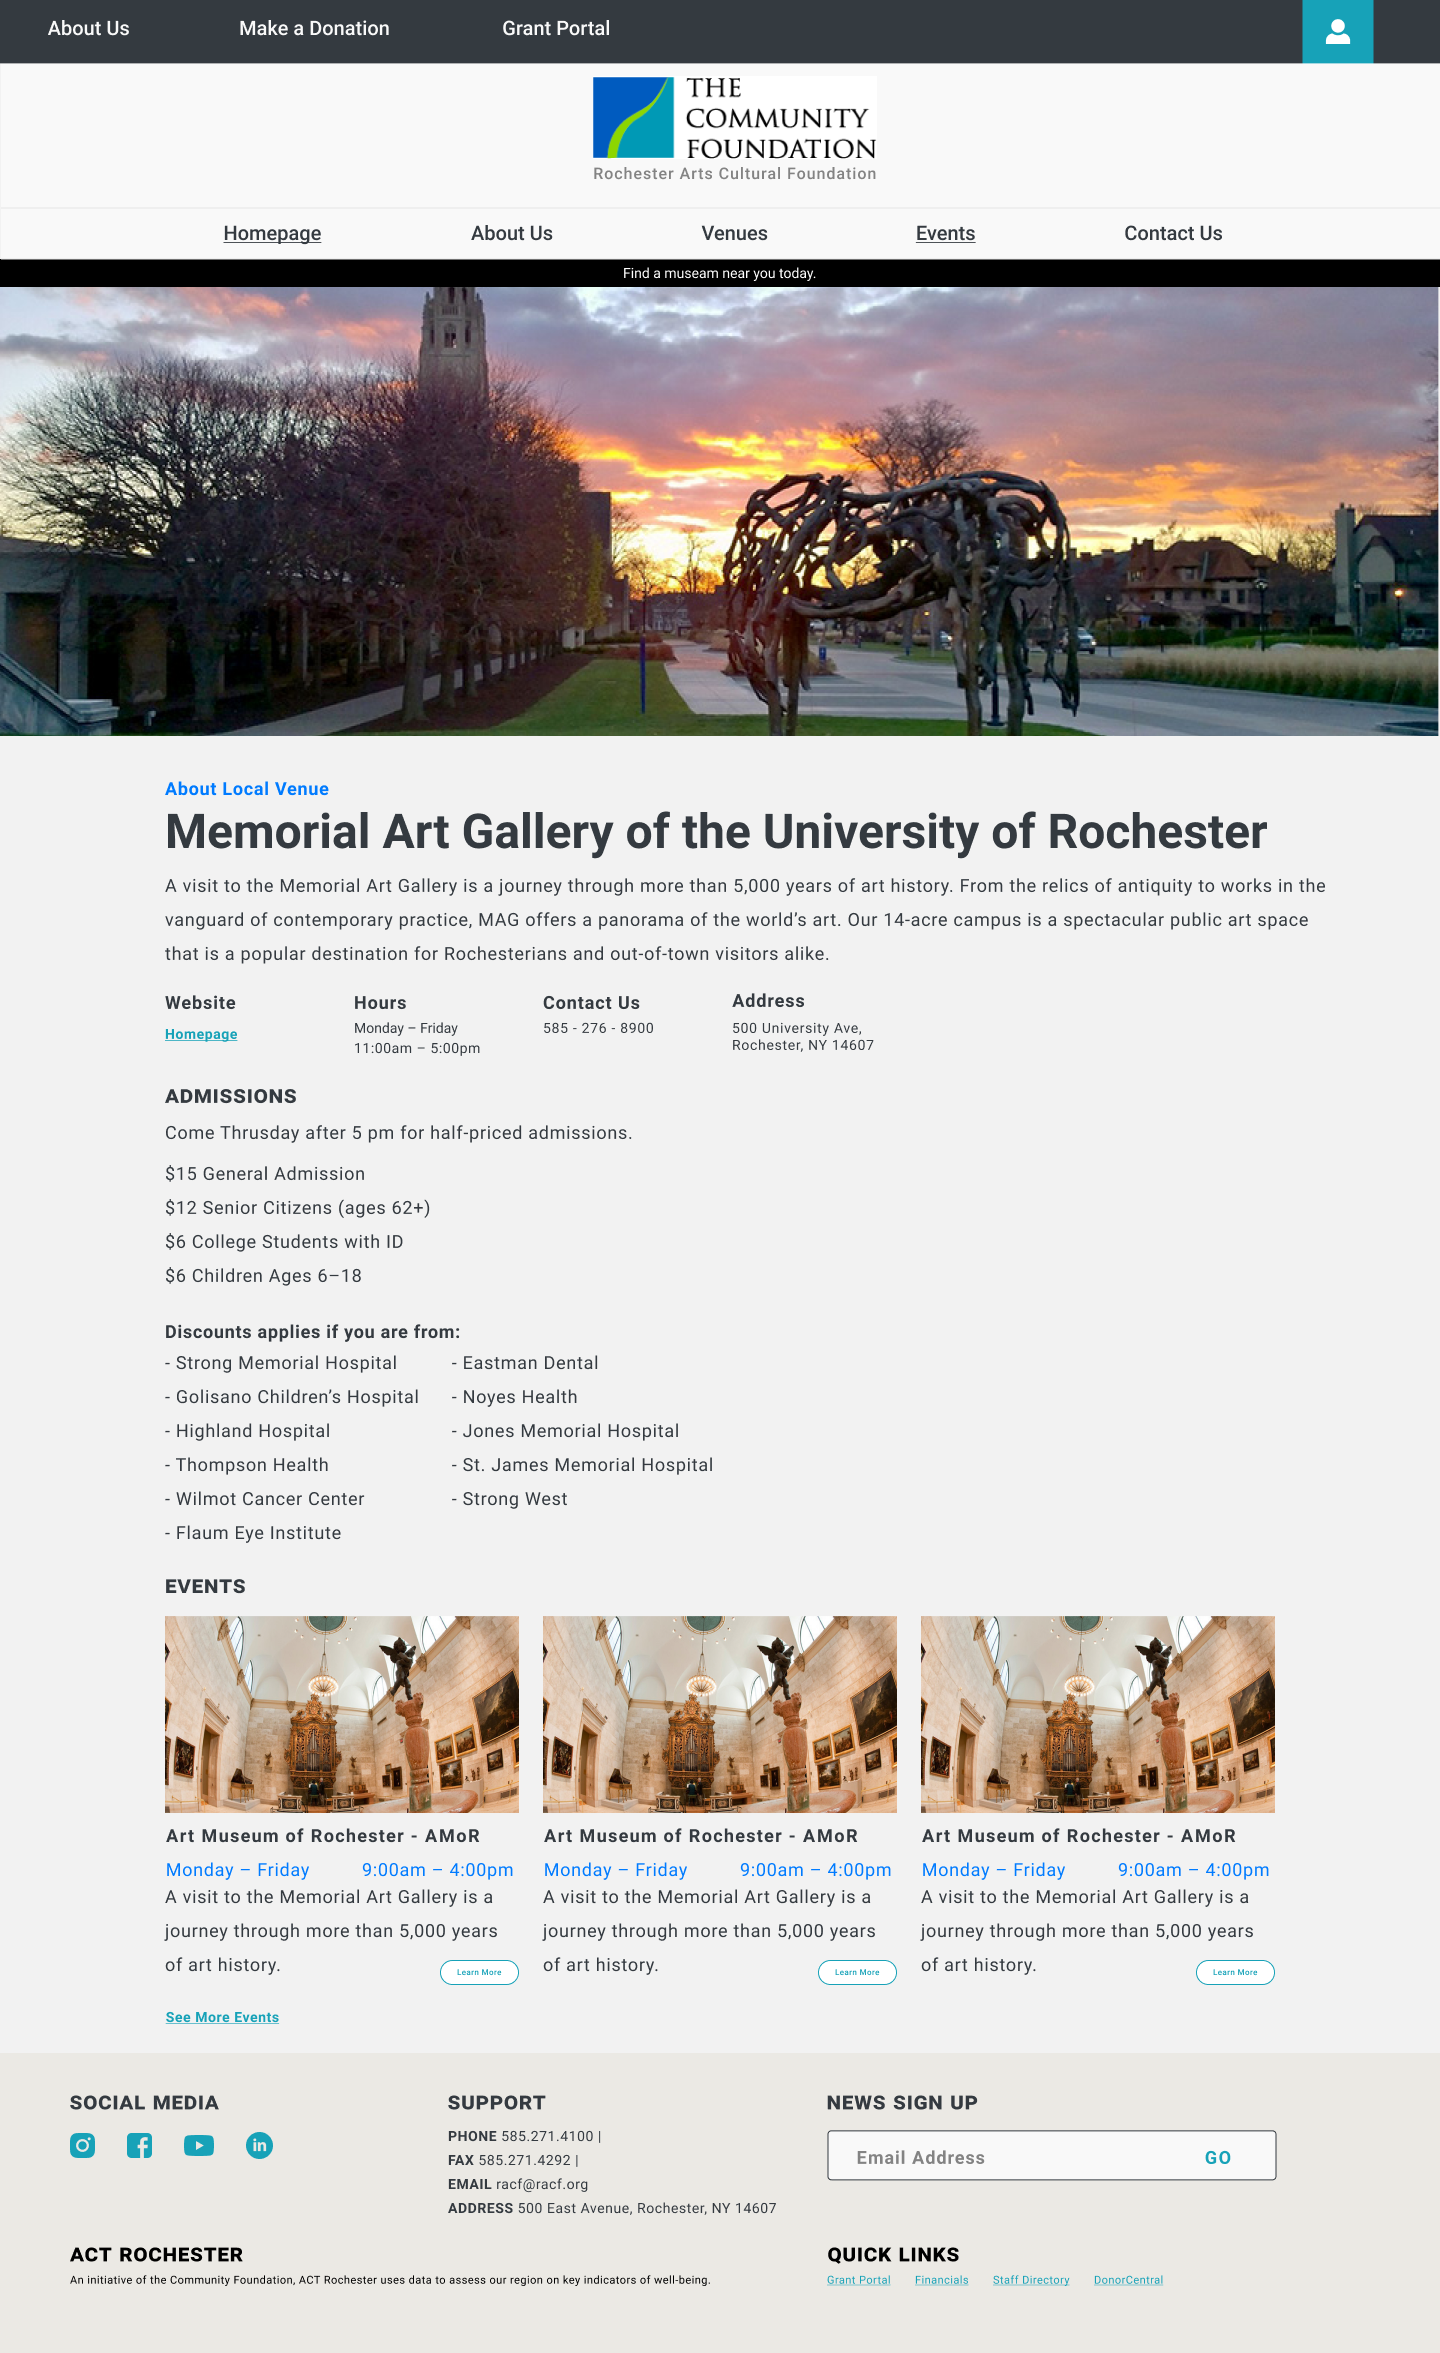 About Us Make a Donation Grant Portal
THE
COMMUNITY
FOUNDATION
Rochester Arts Cultural Foundation
Homepage About Us Venues Events Contact Us
Find a museam near you today.
About Local Venue
Memorial Art Gallery of the University of Rochester
A visit to the Memorial Art Gallery is a journey through more than 5,000 years of art history. From the relics of antiquity to works in the
vanguard of contemporary practice, MAG offers a panorama of the world’s art. Our 14-acre campus is a spectacular public art space
that is a popular destination for Rochesterians and out-of-town visitors alike.
Website
Homepage
Hours
Monday – Friday
11:00am – 5:00pm
Contact Us
585 - 276 - 8900
Address
500 University Ave,
Rochester, NY 14607
ADMISSIONS
Come Thrusday after 5 pm for half-priced admissions.
$15 General Admission
$12 Senior Citizens (ages 62+)
$6 College Students with ID
$6 Children Ages 6–18
Discounts applies if you are from:
- Strong Memorial Hospital
- Golisano Children’s Hospital
- Highland Hospital
- Thompson Health
- Wilmot Cancer Center
- Flaum Eye Institute
- Eastman Dental
- Noyes Health
- Jones Memorial Hospital
- St. James Memorial Hospital
- Strong West
EVENTS
Art Museum of Rochester - AMoR
Monday – Friday 9:00am – 4:00pm
A visit to the Memorial Art Gallery is a
journey through more than 5,000 years
of art history.
Learn More
Art Museum of Rochester - AMoR
Monday – Friday 9:00am – 4:00pm
A visit to the Memorial Art Gallery is a
journey through more than 5,000 years
of art history.
Learn More
Art Museum of Rochester - AMoR
Monday – Friday 9:00am – 4:00pm
A visit to the Memorial Art Gallery is a
journey through more than 5,000 years
of art history.
Learn More
See More Events
SOCIAL MEDIA
in
SUPPORT
PHONE 585.271.4100 |
FAX 585.271.4292 |
EMAIL racf@racf.org
ADDRESS 500 East Avenue, Rochester, NY 14607
NEWS SIGN UP
Email Address GO
ACT ROCHESTER
An initiative of the Community Foundation, ACT Rochester uses data to assess our region on key indicators of well-being.
QUICK LINKS
Grant Portal Financials Staff Directory DonorCentral